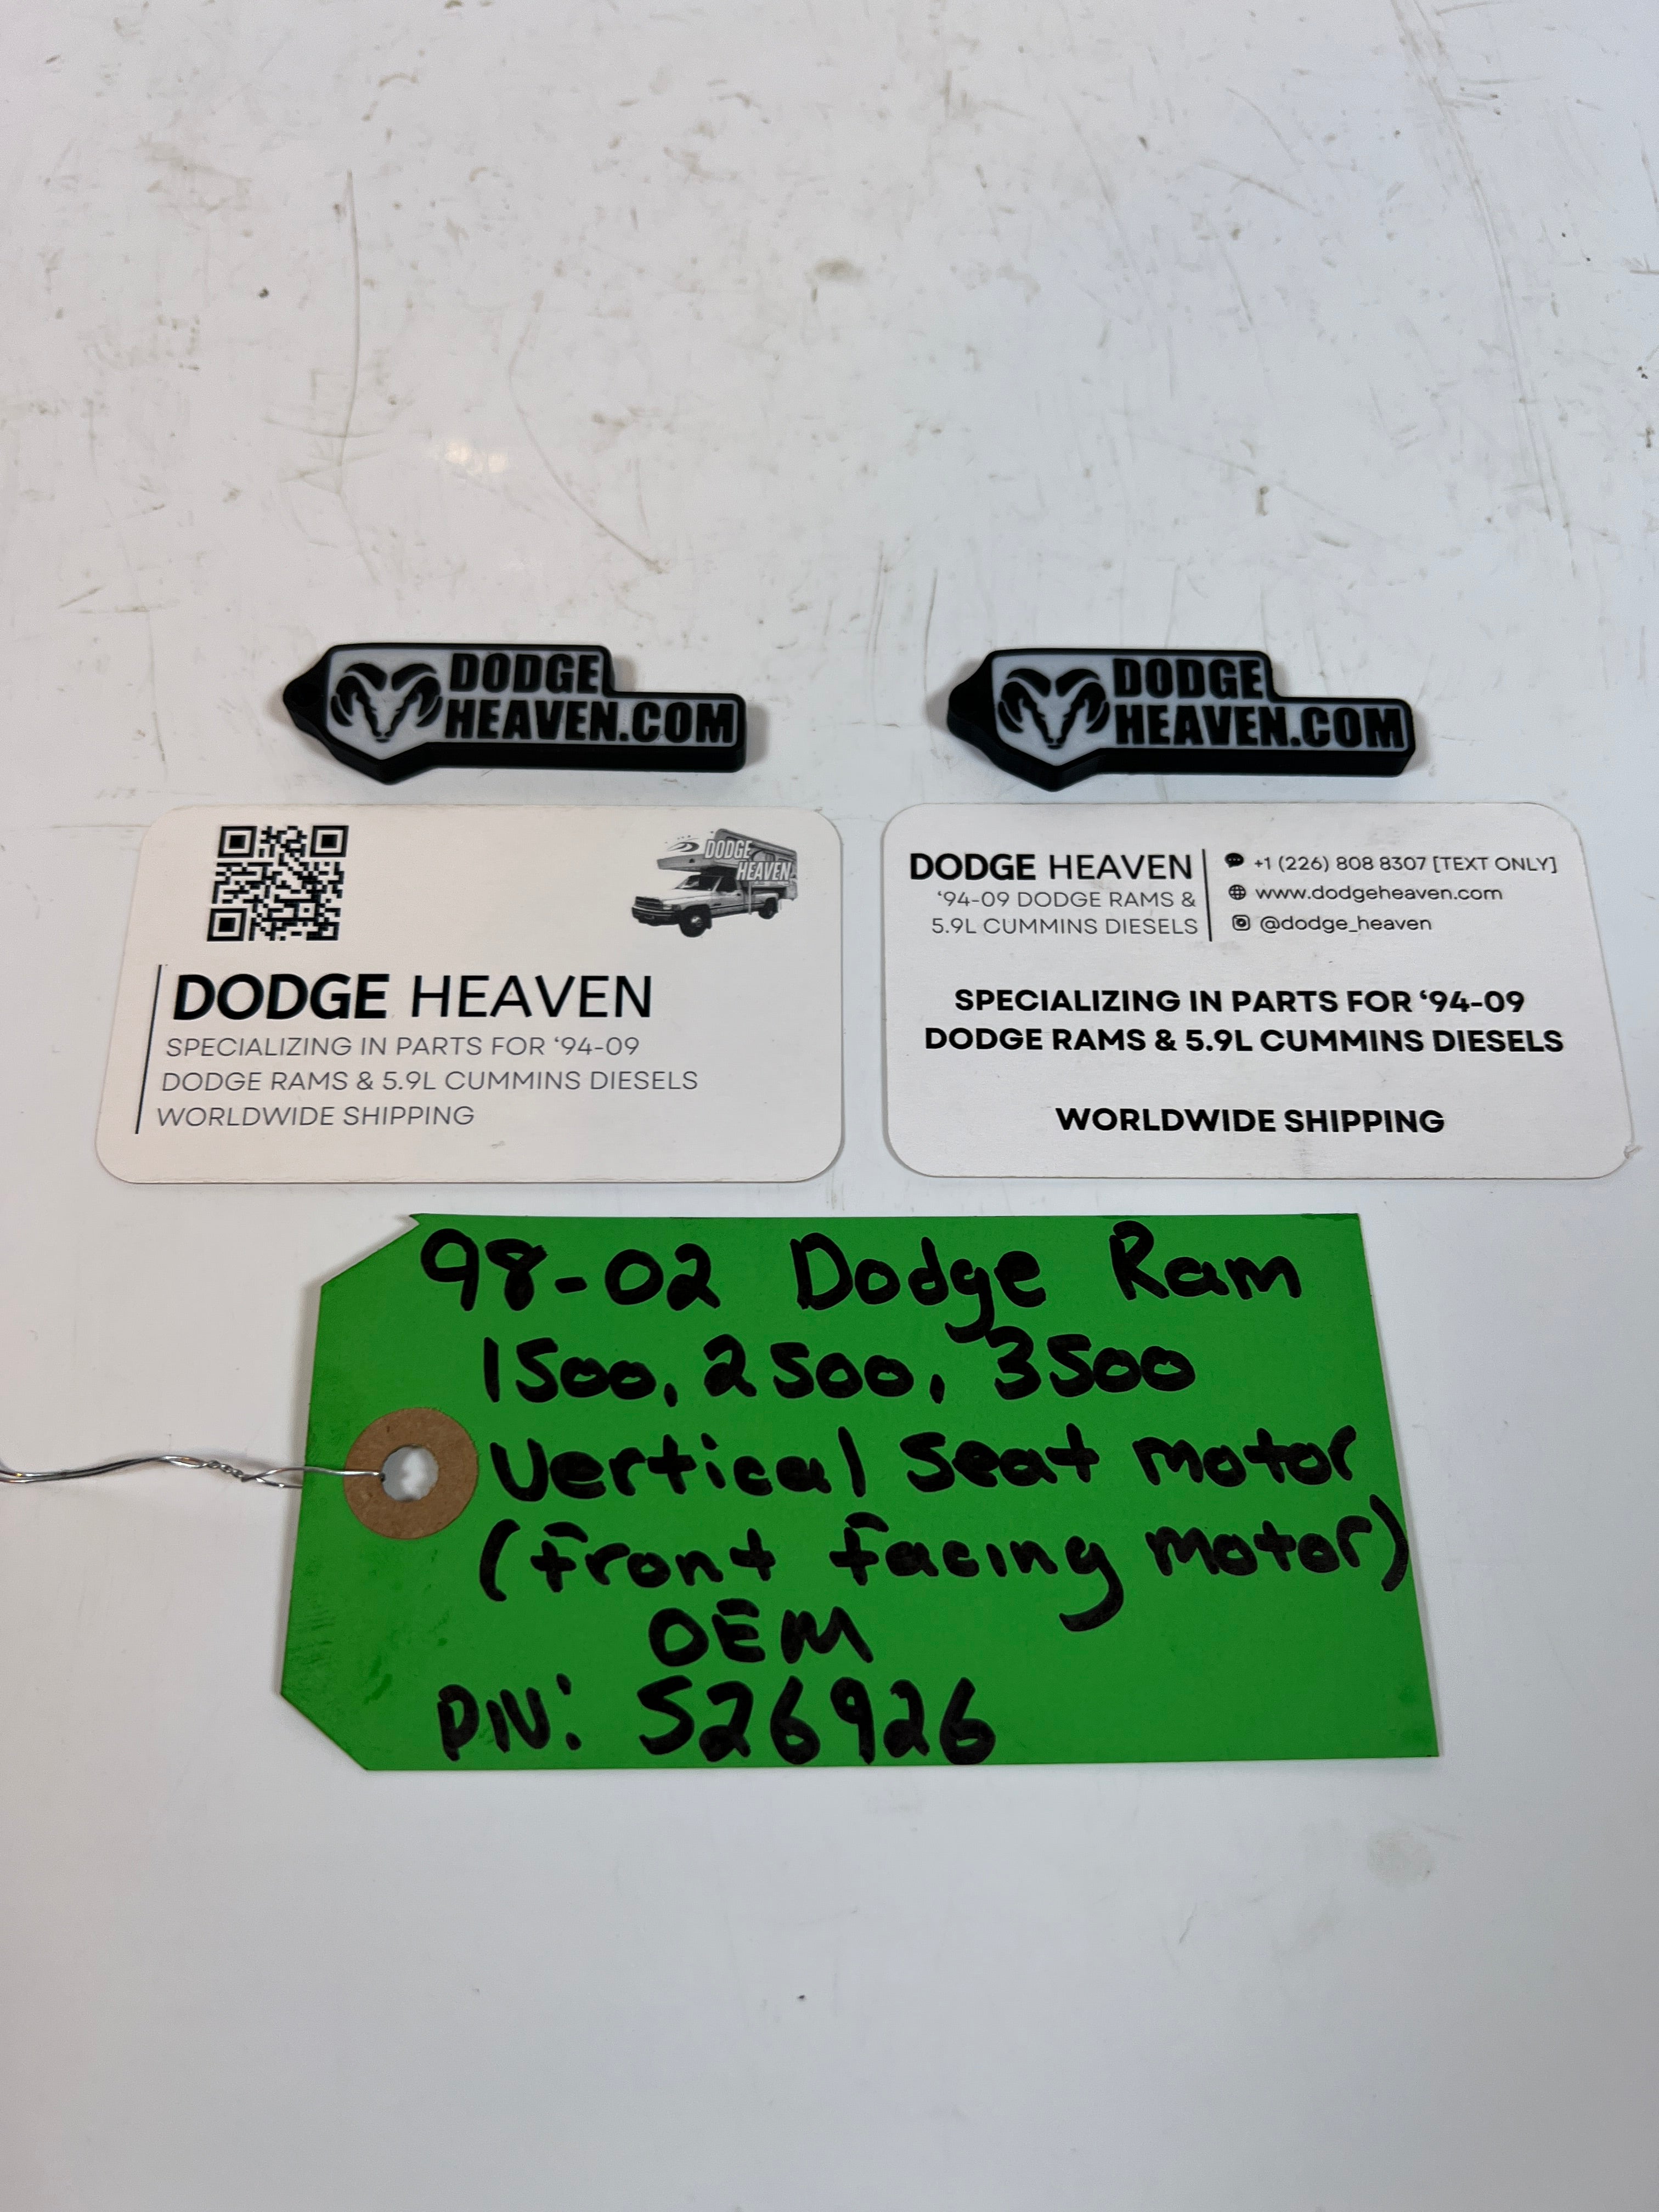 DODGE
HEAVEN.COM
DODGE
HEAVEN.COM
DODGE
HEAVEN
DODGE HEAVEN
SPECIALIZING IN PARTS FOR ‘94-09
DODGE RAMS & 5.9L CUMMINS DIESELS
WORLDWIDE SHIPPING
DODGE HEAVEN
‘94-09 DODGE RAMS &
5.9L CUMMINS DIESELS
+1 (226) 808 8307 [TEXT ONLY]
www.dodgeheaven.com
@dodge_heaven
SPECIALIZING IN PARTS FOR ‘94-09
DODGE RAMS & 5.9L CUMMINS DIESELS
WORLDWIDE SHIPPING
98-02 Dodge Ram
1500, 2500, 3500
Vertical Seat motor
(Front Facing motor)
OEM
P/N: 526926